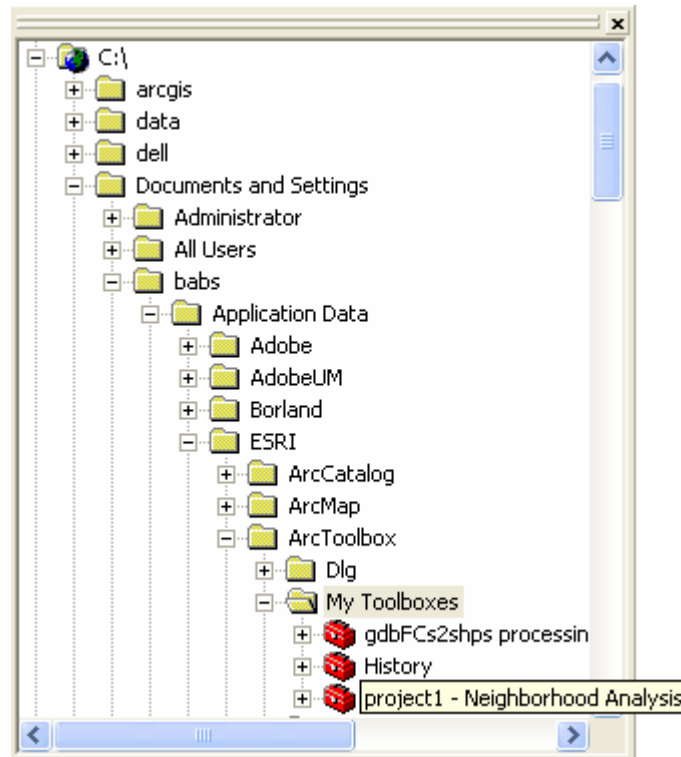 C:\
arcgis
data
dell
Documents and Settings
Administrator
All Users
babs
Application Data
Adobe
AdobeUM
Borland
ESRI
ArcCatalog
ArcMap
ArcToolbox
Dlg
My Toolboxes
gdbFCs2shps processin
History
project1 - Neighborhood Analysis